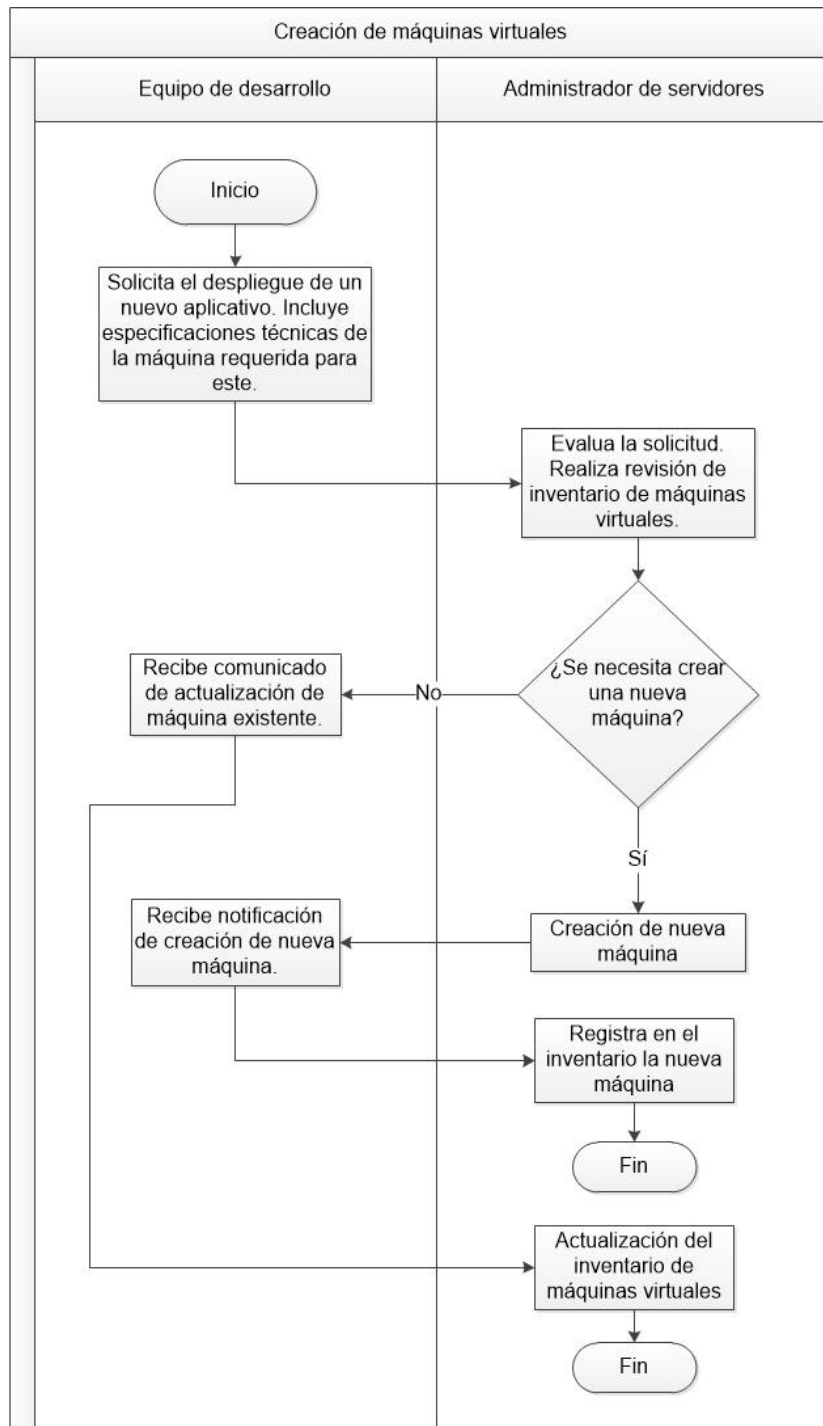 Creación de máquinas virtuales
Equipo de desarrollo
Administrador de servidores
Inicio
Solicita el despliegue de un
nuevo aplicativo. Incluye
especificaciones técnicas de
la máquina requerida para
este.
Evalua la solicitud.
Realiza revisión de
inventario de máquinas
virtuales.
¿Se necesita crear
una nueva
máquina?
No
Recibe comunicado
de actualización de
máquina existente.
Sí
Creación de nueva
máquina
Recibe notificación
de creación de nueva
máquina.
Registra en el
inventario la nueva
máquina
Fin
Actualización del
inventario de
máquinas virtuales
Fin